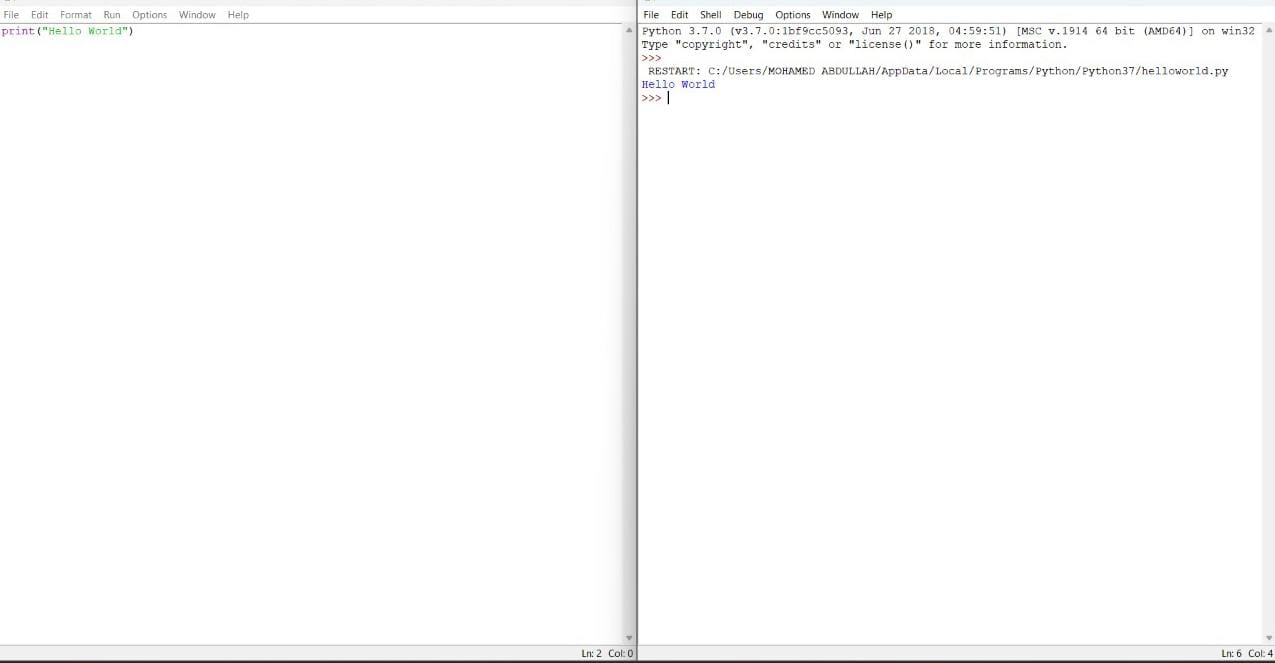 File Edit Format Run Options Window Help
print("Hello World")
Ln: 2 Col: 0
File Edit Shell Debug Options Window Help
Python 3.7.0 (v3.7.0:1bf9cc5093, Jun 27 2018, 04:59:51) [MSC v.1914 64 bit (AMD64)] on win32
Type "copyright", "credits" or "license()" for more information.
>>>
 RESTART: C:/Users/MOHAMED ABDULLAH/AppData/Local/Programs/Python/Python37/helloworld.py
Hello World
>>>
Ln: 6 Col: 4